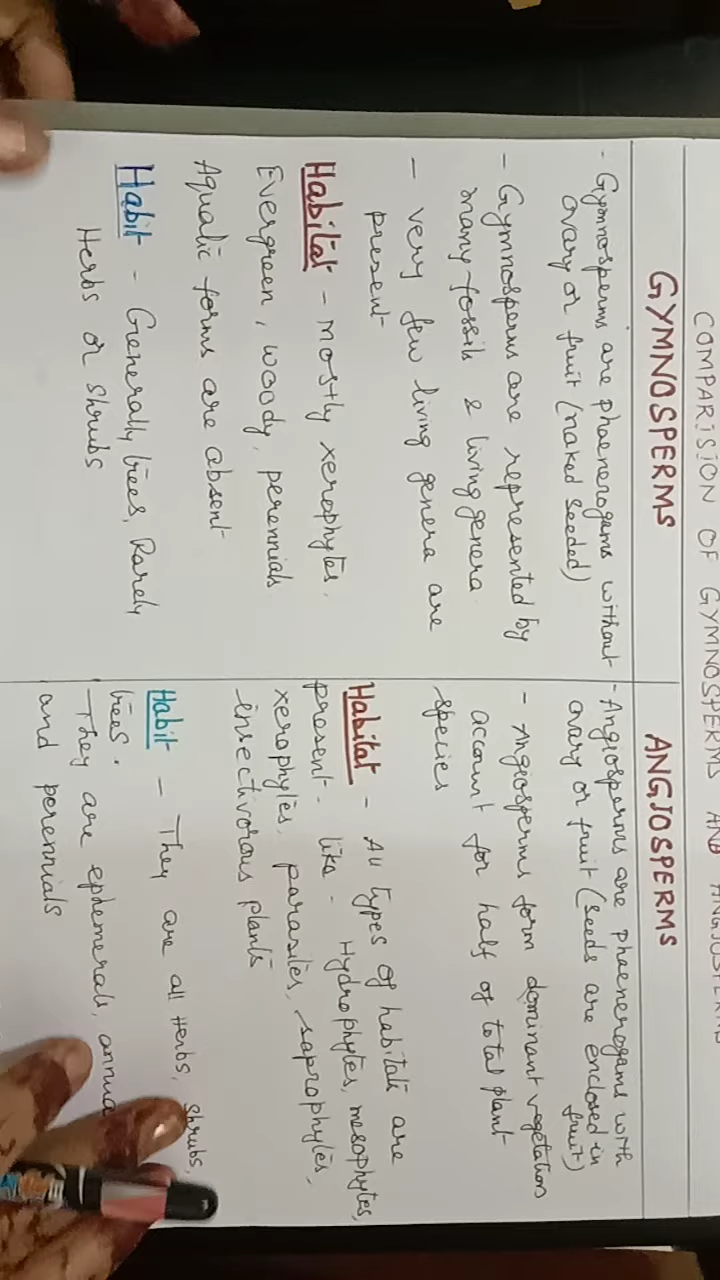 COMPARISION OF GYMNOSPERMS AND ANGIOSPERMS
GYMNOSPERMS
- Gymnosperms are phaenerogams without
ovary or fruit (naked seeded)
- Gymnosperms are represented by
many fossils & living genera.
- very few living genera are
present
Habitat - mostly xerophytes.
Evergreen, woody, perennials
Aquatic forms are absent
Habit - Generally trees, Rarely
Herbs or shrubs
ANGIOSPERMS
- Angiosperms are phaenerogams with
ovary or fruit (seeds are enclosed in
fruit)
- Angiosperms form dominant vegetation
account for half of total plant
species
Habitat - All types of habitats are
present - like - Hydrophytes, mesophytes,
xerophytes, parasites, saprophytes,
insectivorous plants
Habit - They are all Herbs, shrubs,
trees.
They are ephemerals, annua
and perennials